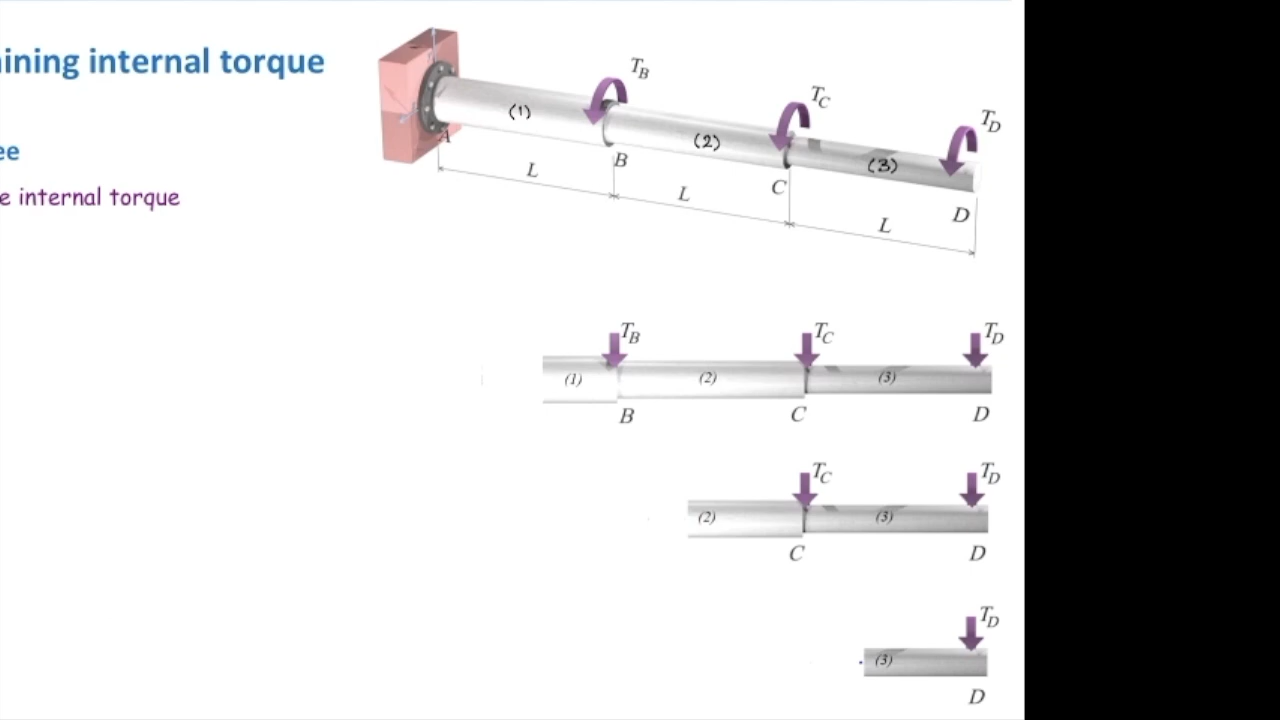 ining internal torque
ee
e internal torque
T_B
T_C
T_D
(1)
(2)
(3)
A
B
C
D
L
L
L
T_B
T_C
T_D
(1)
(2)
(3)
B
C
D
T_C
T_D
(2)
(3)
C
D
T_D
(3)
D